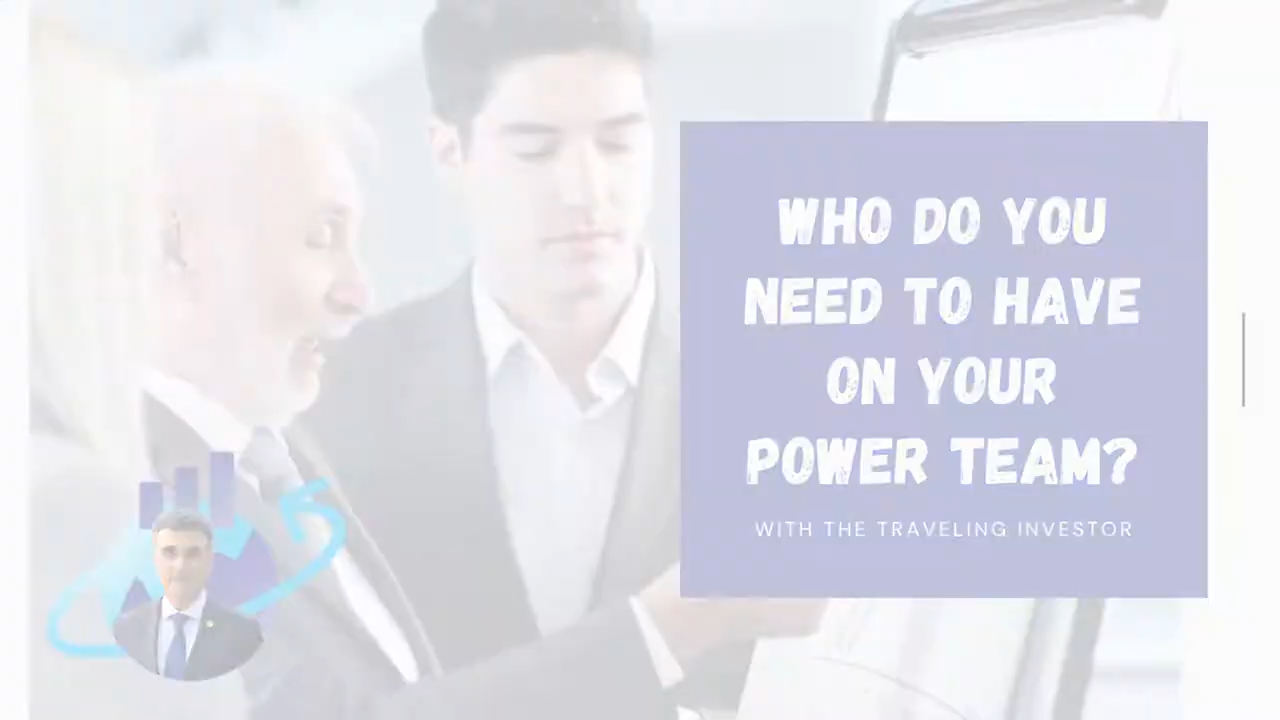 WHO DO YOU
NEED TO HAVE
ON YOUR
POWER TEAM?
WITH THE TRAVELING INVESTOR